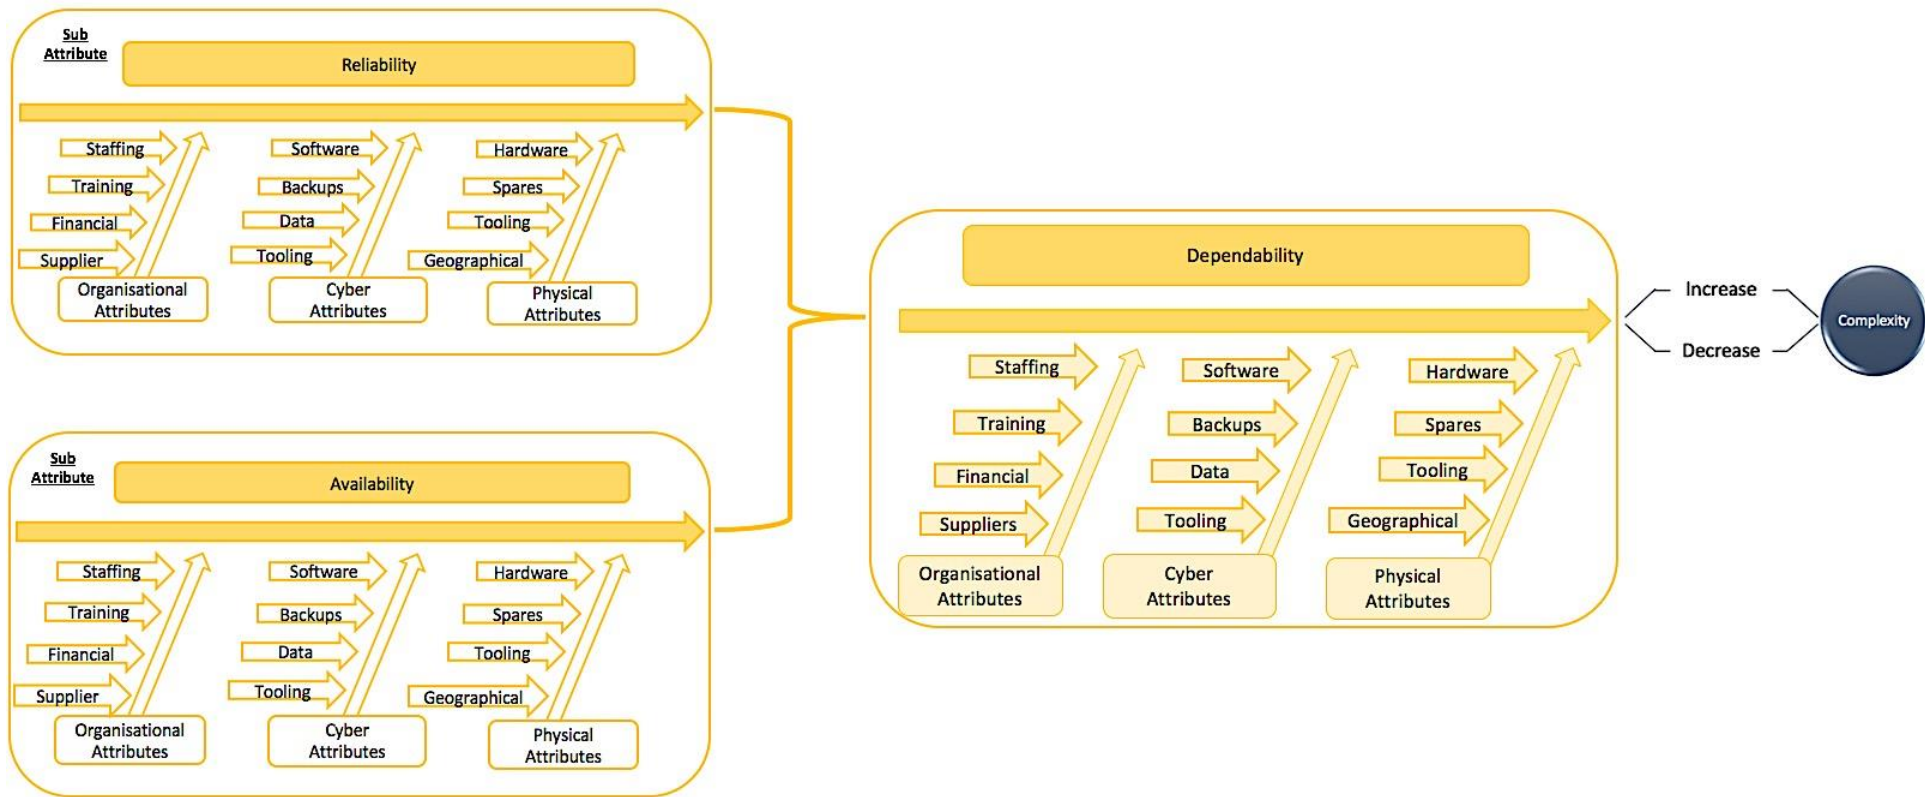 Sub
Attribute
Reliability
Staffing
Training
Financial
Supplier
Organisational
Attributes
Software
Backups
Data
Tooling
Cyber
Attributes
Hardware
Spares
Tooling
Geographical
Physical
Attributes
Sub
Attribute
Availability
Staffing
Training
Financial
Supplier
Organisational
Attributes
Software
Backups
Data
Tooling
Cyber
Attributes
Hardware
Spares
Tooling
Geographical
Physical
Attributes
Dependability
Staffing
Training
Financial
Suppliers
Organisational
Attributes
Software
Backups
Data
Tooling
Cyber
Attributes
Hardware
Spares
Tooling
Geographical
Physical
Attributes
Increase
Decrease
Complexity